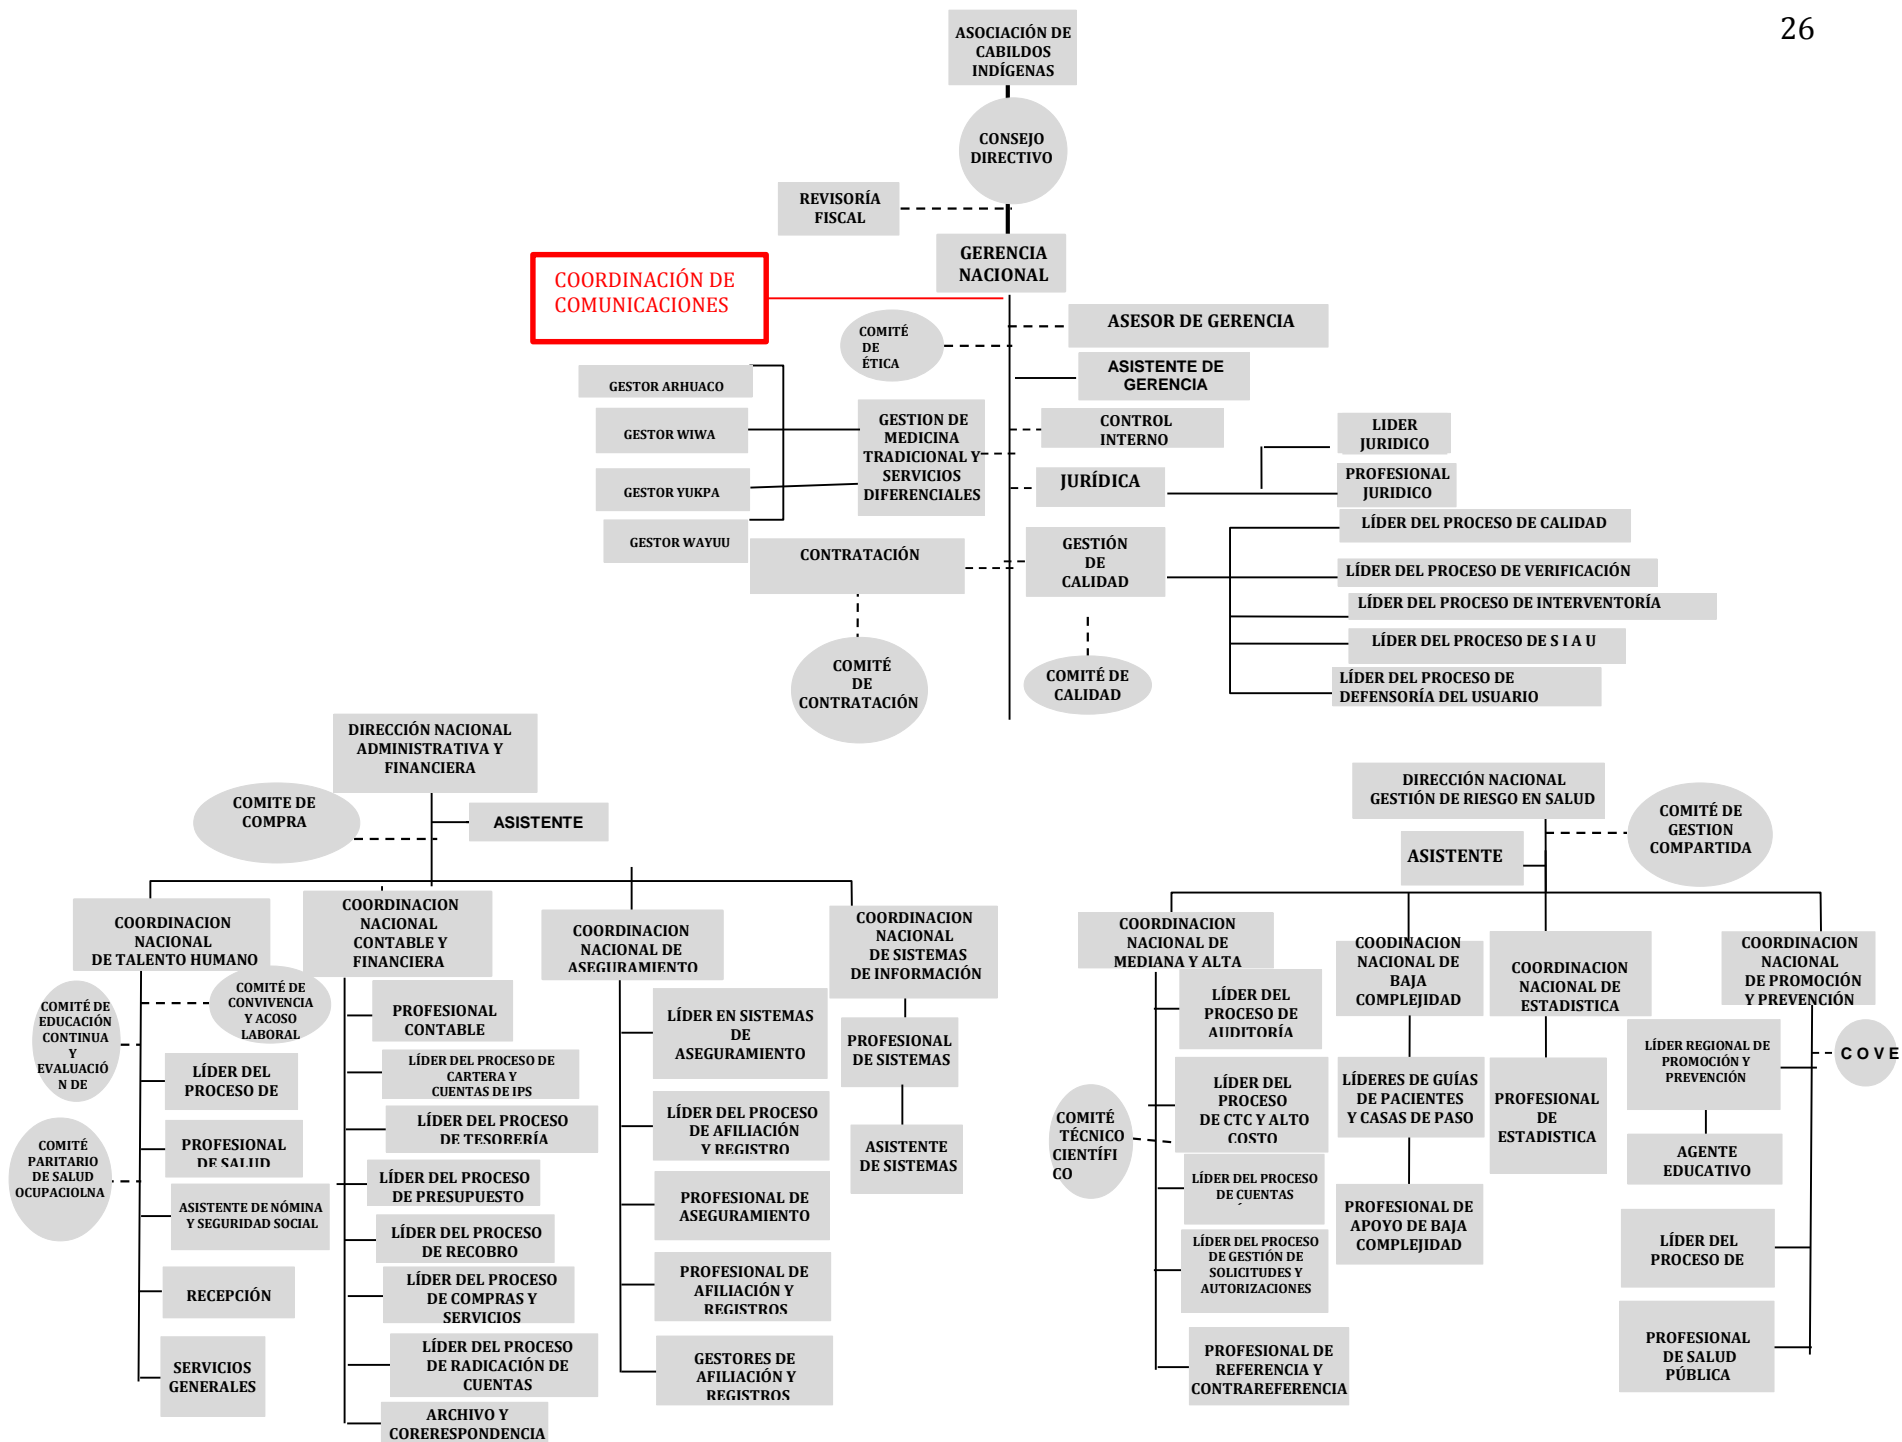 26
ASOCIACIÓN DE
CABILDOS
INDÍGENAS
CONSEJO
DIRECTIVO
REVISORÍA
FISCAL
GERENCIA
NACIONAL
COORDINACIÓN DE
COMUNICACIONES
ASESOR DE GERENCIA
COMITÉ
DE
ÉTICA
ASISTENTE DE
GERENCIA
GESTOR ARHUACO
GESTOR WIWA
GESTOR YUKPA
GESTOR WAYUU
GESTION DE
MEDICINA
TRADICIONAL Y
SERVICIOS
DIFERENCIALES
CONTROL
INTERNO
JURÍDICA
LIDER
JURIDICO
PROFESIONAL
JURIDICO
CONTRATACIÓN
GESTIÓN
DE
CALIDAD
LÍDER DEL PROCESO DE CALIDAD
LÍDER DEL PROCESO DE VERIFICACIÓN
LÍDER DEL PROCESO DE INTERVENTORÍA
LÍDER DEL PROCESO DE S I A U
LÍDER DEL PROCESO DE
DEFENSORÍA DEL USUARIO
COMITÉ
DE
CONTRATACIÓN
COMITÉ DE
CALIDAD
DIRECCIÓN NACIONAL
ADMINISTRATIVA Y
FINANCIERA
COMITE DE
COMPRA
ASISTENTE
COORDINACION
NACIONAL
DE TALENTO HUMANO
COMITÉ DE
CONVIVENCIA
Y ACOSO
LABORAL
COMITÉ DE
EDUCACIÓN
CONTINUA
Y
EVALUACIÓ
N DE
LÍDER DEL
PROCESO DE
COMITÉ
PARITARIO
DE SALUD
OCUPACIOLNA
PROFESIONAL
DE SALUD
ASISTENTE DE NÓMINA
Y SEGURIDAD SOCIAL
RECEPCIÓN
SERVICIOS
GENERALES
COORDINACION
NACIONAL
CONTABLE Y
FINANCIERA
PROFESIONAL
CONTABLE
LÍDER DEL PROCESO DE
CARTERA Y
CUENTAS DE IPS
LÍDER DEL PROCESO
DE TESORERÍA
LÍDER DEL PROCESO
DE PRESUPUESTO
LÍDER DEL PROCESO
DE RECOBRO
LÍDER DEL PROCESO
DE COMPRAS Y
SERVICIOS
LÍDER DEL PROCESO
DE RADICACIÓN DE
CUENTAS
ARCHIVO Y
CORERESPONDENCIA
COORDINACION
NACIONAL DE
ASEGURAMIENTO
LÍDER EN SISTEMAS
DE
ASEGURAMIENTO
LÍDER DEL PROCESO
DE AFILIACIÓN
Y REGISTRO
PROFESIONAL DE
ASEGURAMIENTO
PROFESIONAL DE
AFILIACIÓN Y
REGISTROS
GESTORES DE
AFILIACIÓN Y
REGISTROS
COORDINACION
NACIONAL
DE SISTEMAS
DE INFORMACIÓN
PROFESIONAL
DE SISTEMAS
ASISTENTE
DE SISTEMAS
DIRECCIÓN NACIONAL
GESTIÓN DE RIESGO EN SALUD
COMITÉ DE
GESTION
COMPARTIDA
ASISTENTE
COORDINACION
NACIONAL DE
MEDIANA Y ALTA
LÍDER DEL
PROCESO DE
AUDITORÍA
LÍDER DEL
PROCESO
DE CTC Y ALTO
COSTO
COMITÉ
TÉCNICO
CIENTÍFI
CO
LÍDER DEL PROCESO
DE CUENTAS
LÍDER DEL PROCESO
DE GESTIÓN DE
SOLICITUDES Y
AUTORIZACIONES
PROFESIONAL DE
REFERENCIA Y
CONTRAREFERENCIA
COODINACION
NACIONAL DE
BAJA
COMPLEJIDAD
LÍDERES DE GUÍAS
DE PACIENTES
Y CASAS DE PASO
PROFESIONAL DE
APOYO DE BAJA
COMPLEJIDAD
COORDINACION
NACIONAL DE
ESTADISTICA
PROFESIONAL
DE
ESTADISTICA
COORDINACION
NACIONAL
DE PROMOCIÓN
Y PREVENCIÓN
LÍDER REGIONAL DE
PROMOCIÓN Y
PREVENCIÓN
C O V E
AGENTE
EDUCATIVO
LÍDER DEL
PROCESO DE
PROFESIONAL
DE SALUD
PÚBLICA